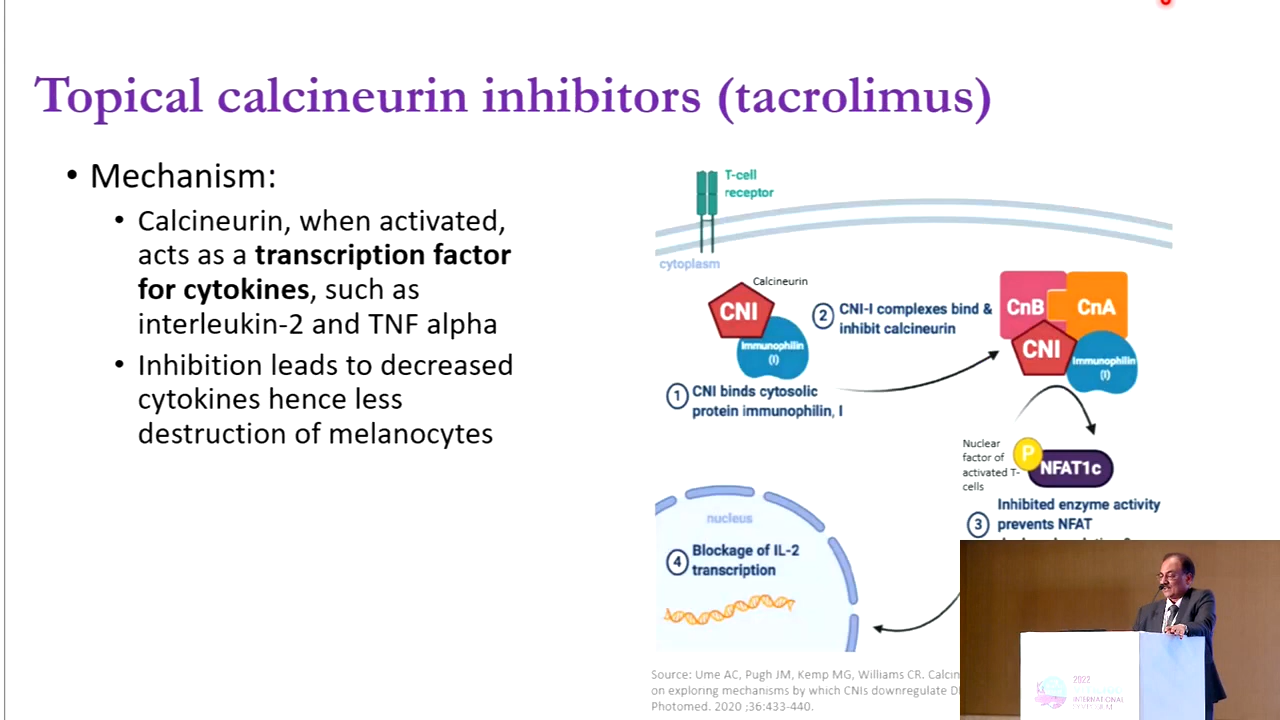 Topical calcineurin inhibitors (tacrolimus)
• Mechanism:
• Calcineurin, when activated,
acts as a transcription factor
for cytokines, such as
interleukin-2 and TNF alpha
• Inhibition leads to decreased
cytokines hence less
destruction of melanocytes
T-cell
receptor
cytoplasm
Calcineurin
CNI
Immunophilin
(I)
2 CNI-I complexes bind &
inhibit calcineurin
CnB CnA
CNI
Immunophilin
(I)
1 CNI binds cytosolic
protein immunophilin, I
Nuclear
factor of
activated T-
cells
P
NFAT1c
Inhibited enzyme activity
3 prevents NFAT
nucleus
4 Blockage of IL-2
transcription
Source: Ume AC, Pugh JM, Kemp MG, Williams CR. Calcin
on exploring mechanisms by which CNIs downregulate D
Photomed. 2020 ;36:433-440.
2022
INTERNATIONAL